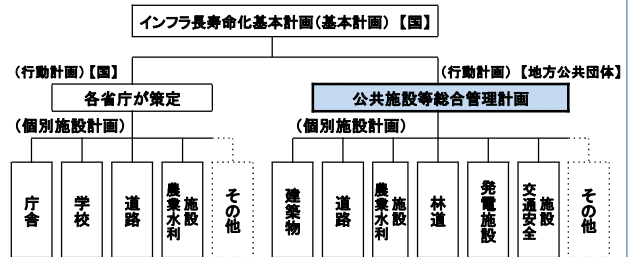 インフラ長寿命化基本計画(基本計画)【国】
(行動計画)【国】
(行動計画)【地方公共団体】
各省庁が策定
公共施設等総合管理計画
(個別施設計画)
(個別施設計画)
庁舎
学校
道路
農業水利
施設
その他
建築物
道路
農業水利
施設
林道
発電施設
交通安全
施設
その他